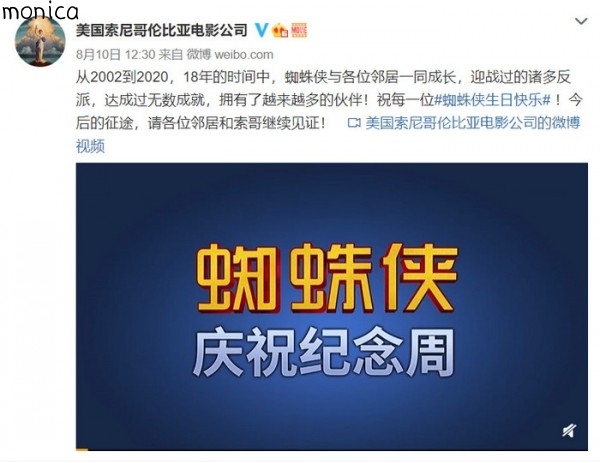 monica
美国索尼哥伦比亚电影公司
8月10日 12:30 来自 微博 weibo.com
从2002到2020，18年的时间中，蜘蛛侠与各位邻居一同成长，迎战过的诸多反
派，达成过无数成就，拥有了越来越多的伙伴！祝每一位#蜘蛛侠生日快乐#！今
后的征途，请各位邻居和索哥继续见证！ 美国索尼哥伦比亚电影公司的微博
视频
蜘蛛侠
庆祝纪念周